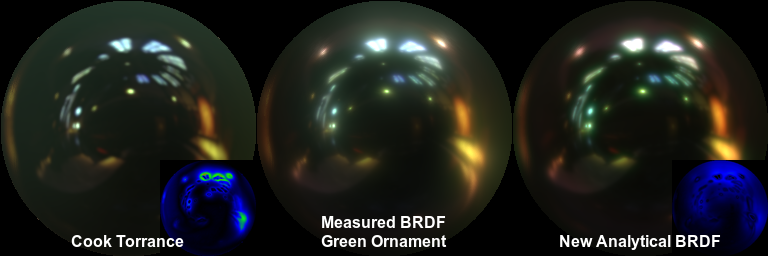 Cook Torrance
Measured BRDF
Green Ornament
New Analytical BRDF